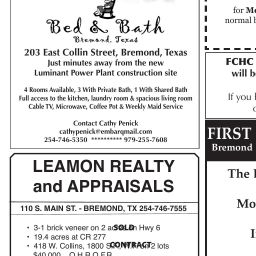 Bed & Bath
Bremond, Texas
203 East Collin Street, Bremond, Texas
Just minutes away from the new
Luminant Power Plant construction site
4 Rooms Available, 3 With Private Bath, 1 With Shared Bath
Full access to the kitchen, laundry room & spacious living room
Cable TV, Microwave, Coffee Pot & Weekly Maid Service
Contact Cathy Penick
cathypenick@embarqmail.com
254-746-5350 ********** 979-255-7608
LEAMON REALTY
and APPRAISALS
110 S. MAIN ST. - BREMOND, TX 254-746-7555
• 3-1 brick veneer on 2 SOLD Hwy 6
• 19.4 acres at CR 277
• 418 W. Collins, 1800 CONTRACT 2 lots
$40,000
for
normal b
FCHC
will b
If you
FIRST
Bremond
The
Mo